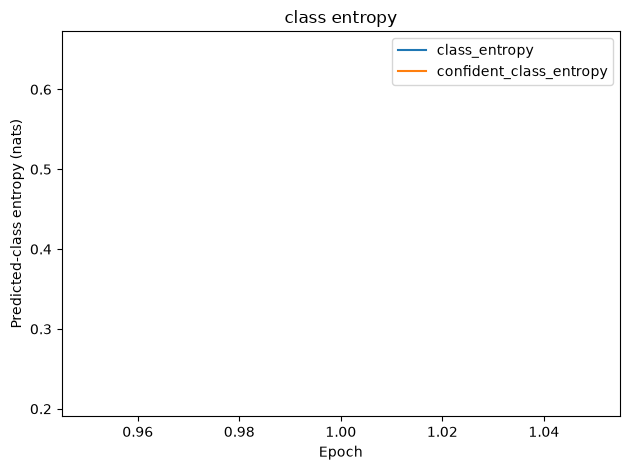 class entropy
class_entropy
confident_class_entropy
Predicted-class entropy (nats)
0.6
0.5
0.4
0.3
0.2
0.96 0.98 1.00 1.02 1.04
Epoch